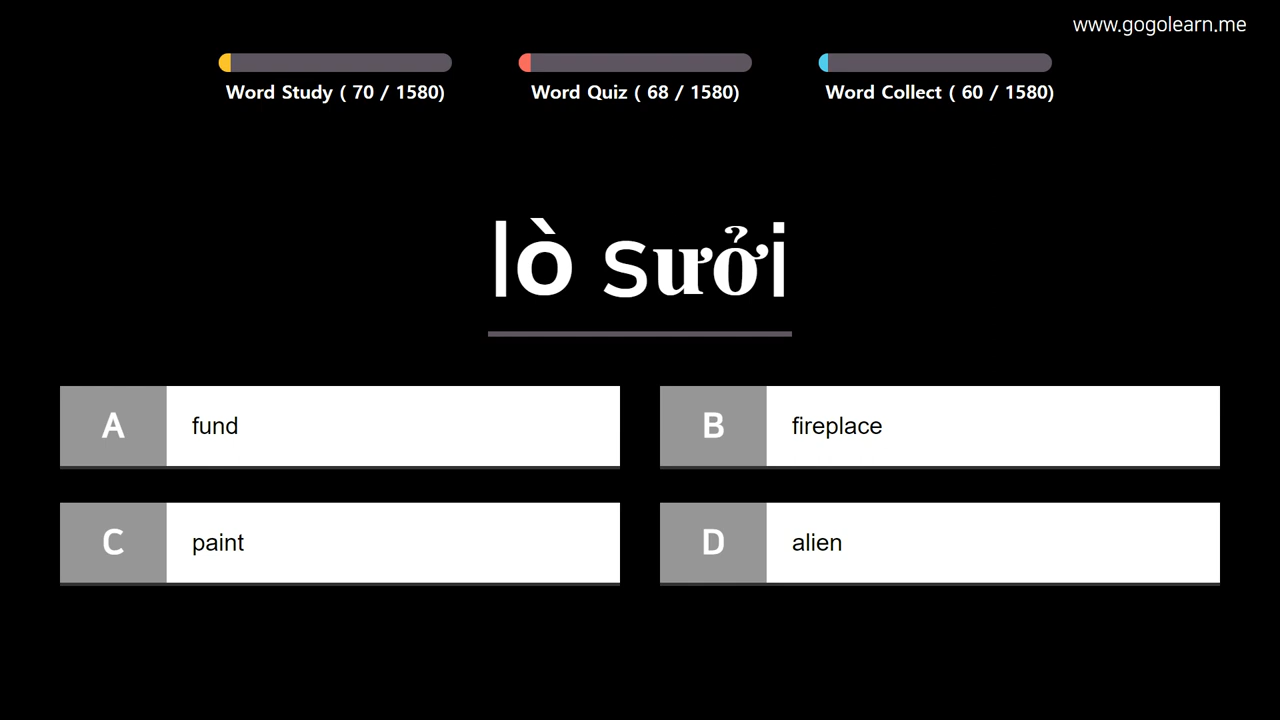 www.gogolearn.me
Word Study ( 70 / 1580)
Word Quiz ( 68 / 1580)
Word Collect ( 60 / 1580)
lò sưởi
A fund
B fireplace
C paint
D alien